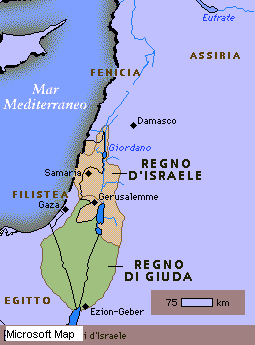 Eufrate
ASSIRIA
FENICIA
Mar
Mediterraneo
Damasco
Giordano
REGNO
D'ISRAELE
Samaria
FILISTEA
Gaza
Gerusalemme
REGNO
DI GIUDA
EGITTO
75 km
Ezion-Geber
Microsoft Map i d'Israele